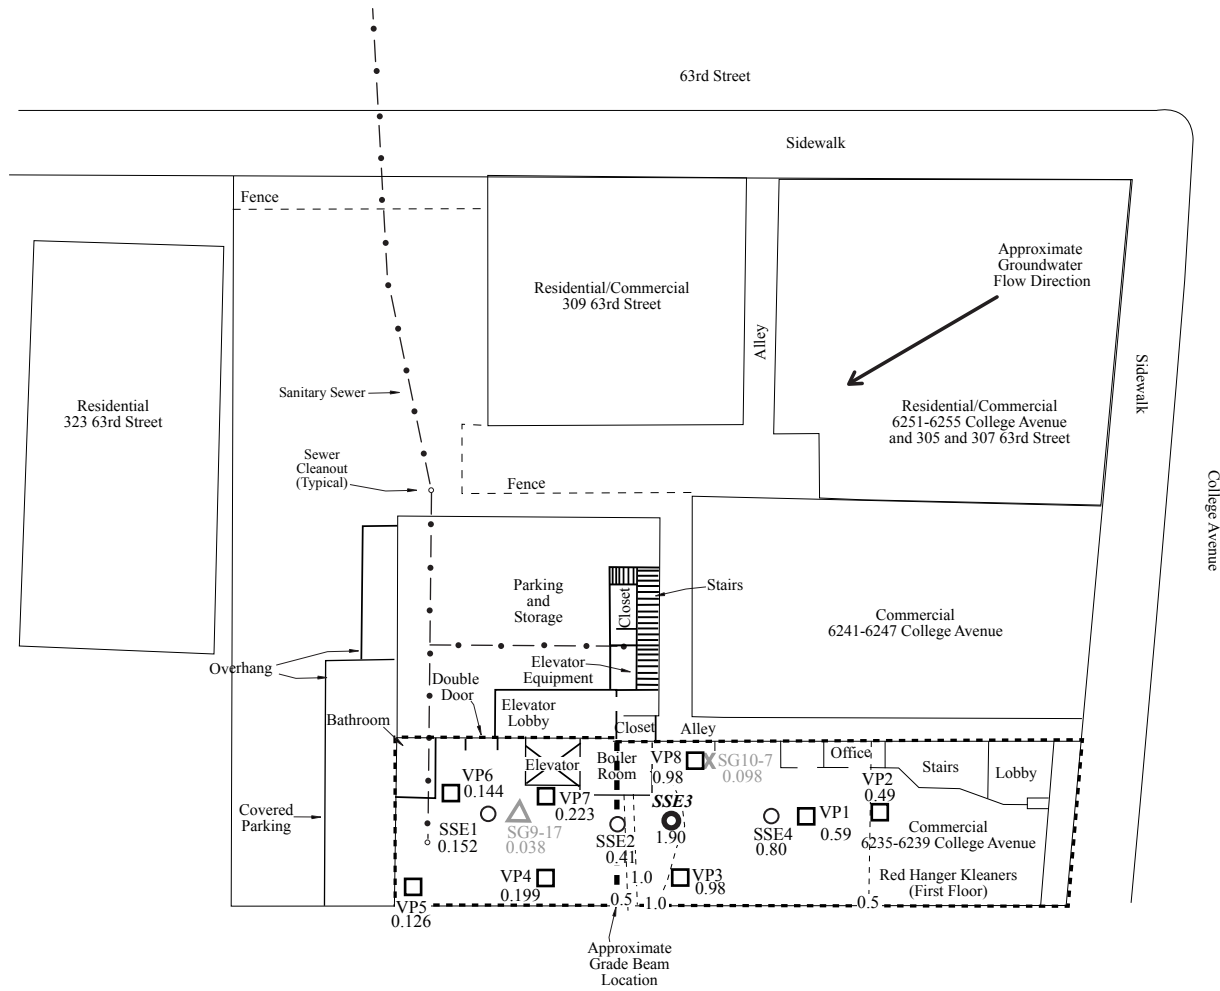 63rd Street
Sidewalk
Fence
Approximate
Groundwater
Flow Direction
Residential/Commercial
309 63rd Street
Alley
Sidewalk
Sanitary Sewer
Residential
323 63rd Street
Residential/Commercial
6251-6255 College Avenue
and 305 and 307 63rd Street
Sewer
Cleanout
(Typical)
Fence
College Avenue
Parking
and
Storage
Closet
Stairs
Commercial
6241-6247 College Avenue
Overhang
Elevator
Equipment
Double
Door
Elevator
Lobby
Bathroom
Closet
Alley
Elevator
Boiler
Room
VP8
0.98
SG10-7
0.098
Office
Stairs
Lobby
VP6
0.144
VP7
0.223
SSE3
1.90
VP2
0.49
Covered
Parking
SSE1
0.152
SG9-17
0.038
SSE2
0.41
SSE4
0.80
VP1
0.59
Commercial
6235-6239 College Avenue
VP4
0.199
1.0
VP3
0.98
Red Hanger Kleaners
(First Floor)
VP5
0.126
0.5
1.0
0.5
Approximate
Grade Beam
Location